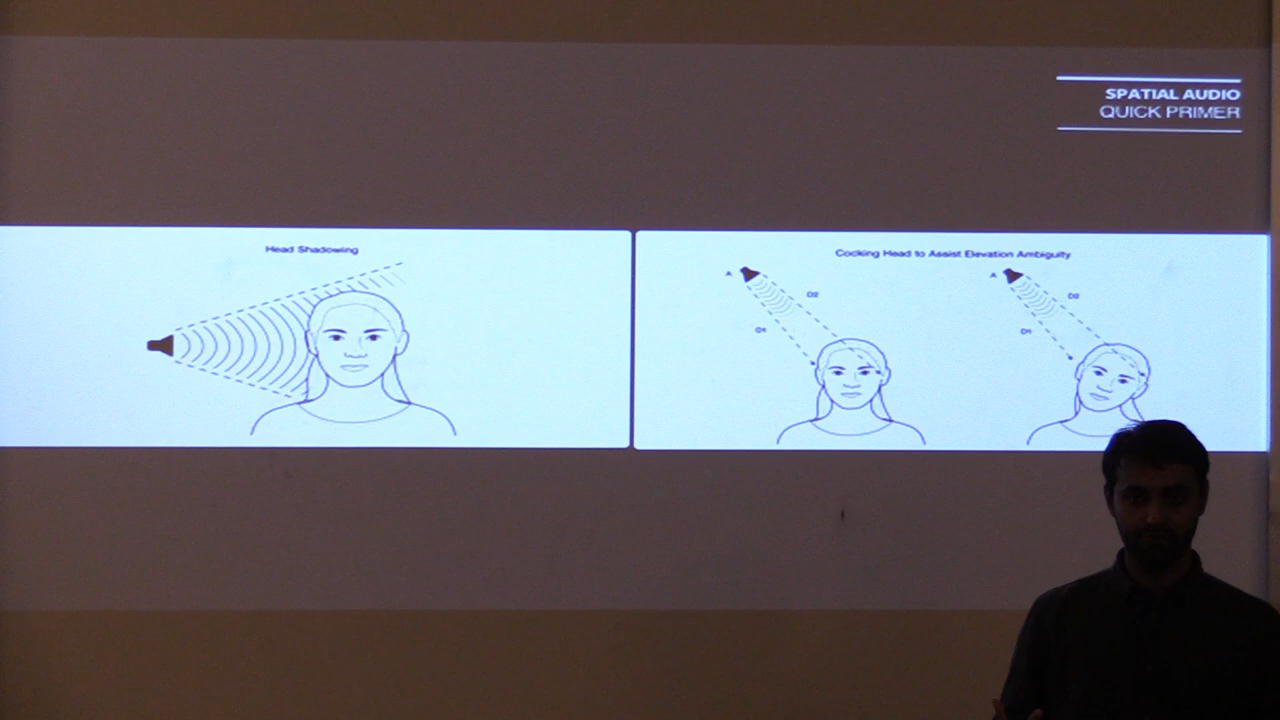 SPATIAL AUDIO
QUICK PRIMER
Head Shadowing
Cocking Head to Assist Elevation Ambiguity
A
D2
D1
A
D2
D1